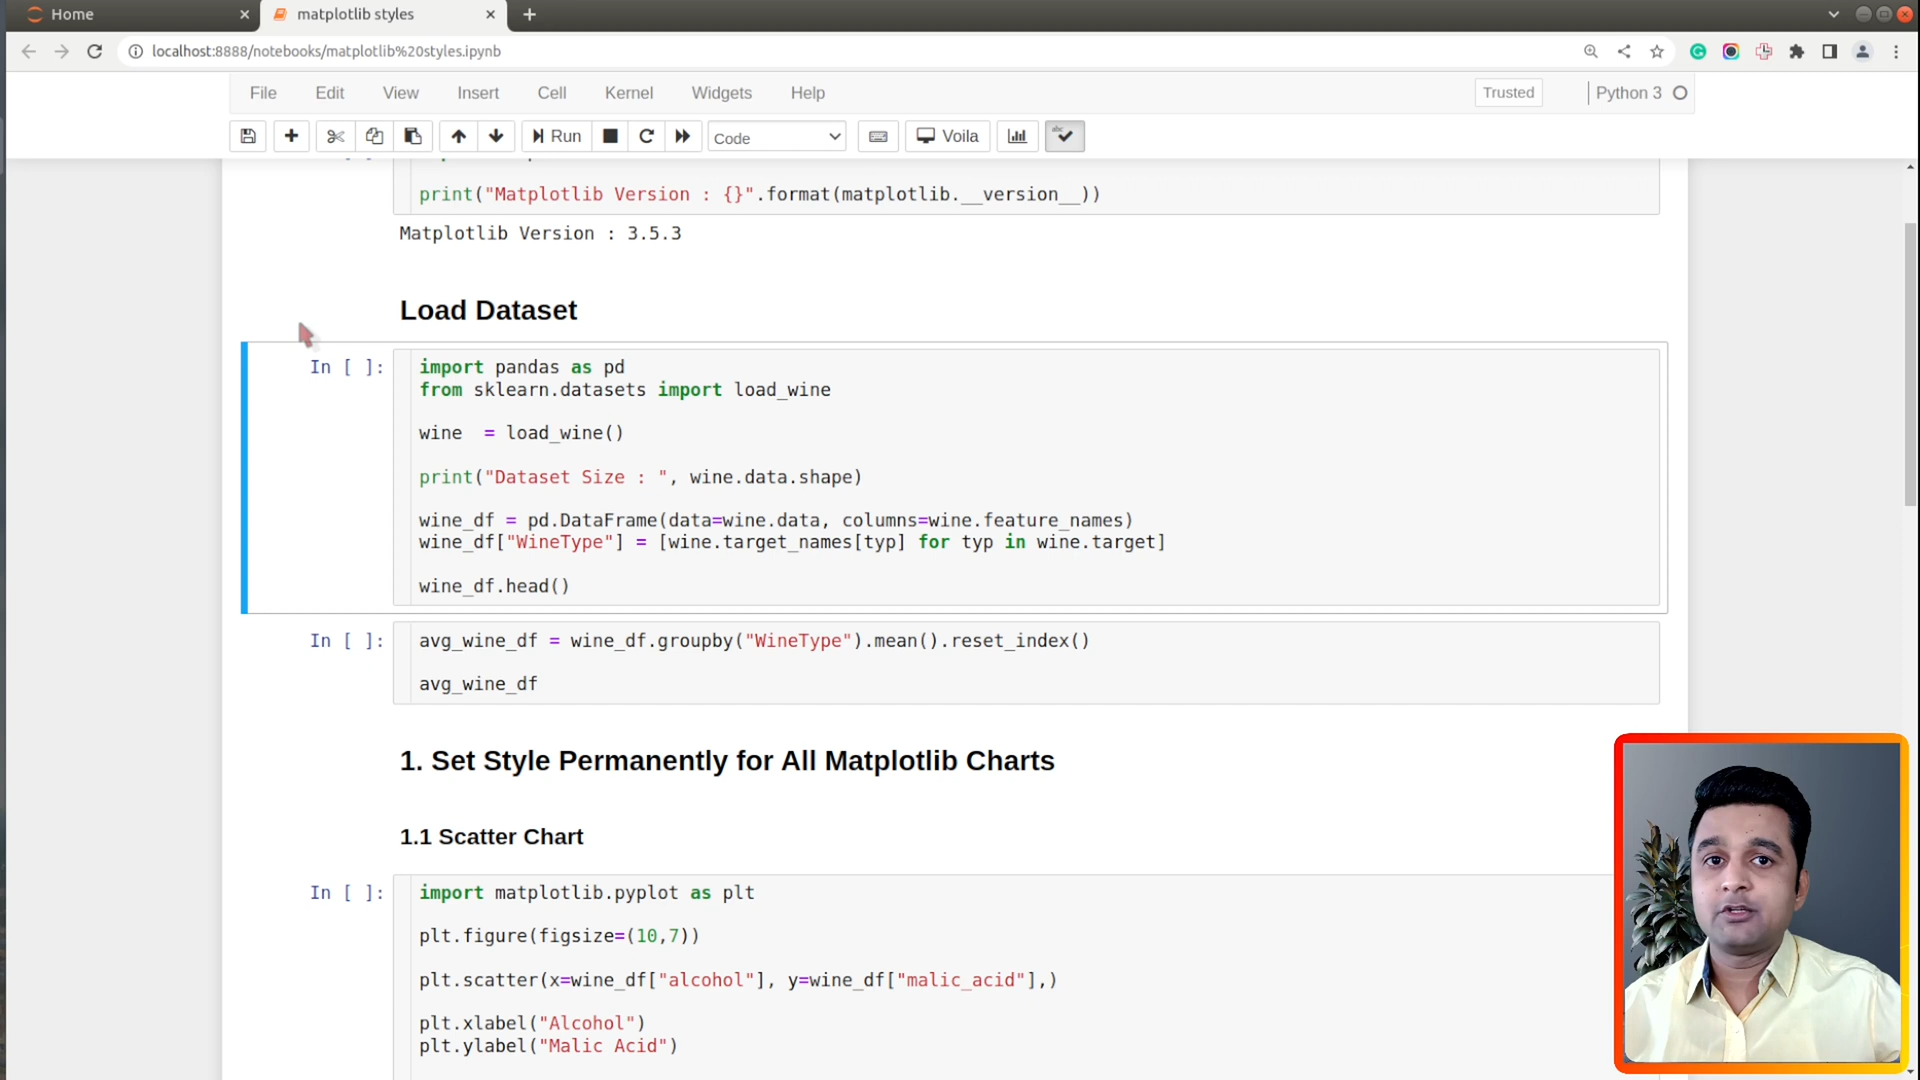 Home
matplotlib styles
localhost:8888/notebooks/matplotlib%20styles.ipynb
File Edit View Insert Cell Kernel Widgets Help
Trusted
Python 3
Run
Code
Voila
print("Matplotlib Version : {}".format(matplotlib.__version__))
Matplotlib Version : 3.5.3
Load Dataset
In [ ]:
import pandas as pd
from sklearn.datasets import load_wine
wine  = load_wine()
print("Dataset Size : ", wine.data.shape)
wine_df = pd.DataFrame(data=wine.data, columns=wine.feature_names)
wine_df["WineType"] = [wine.target_names[typ] for typ in wine.target]
wine_df.head()
In [ ]:
avg_wine_df = wine_df.groupby("WineType").mean().reset_index()
avg_wine_df
1. Set Style Permanently for All Matplotlib Charts
1.1 Scatter Chart
In [ ]:
import matplotlib.pyplot as plt
plt.figure(figsize=(10,7))
plt.scatter(x=wine_df["alcohol"], y=wine_df["malic_acid"],)
plt.xlabel("Alcohol")
plt.ylabel("Malic Acid")